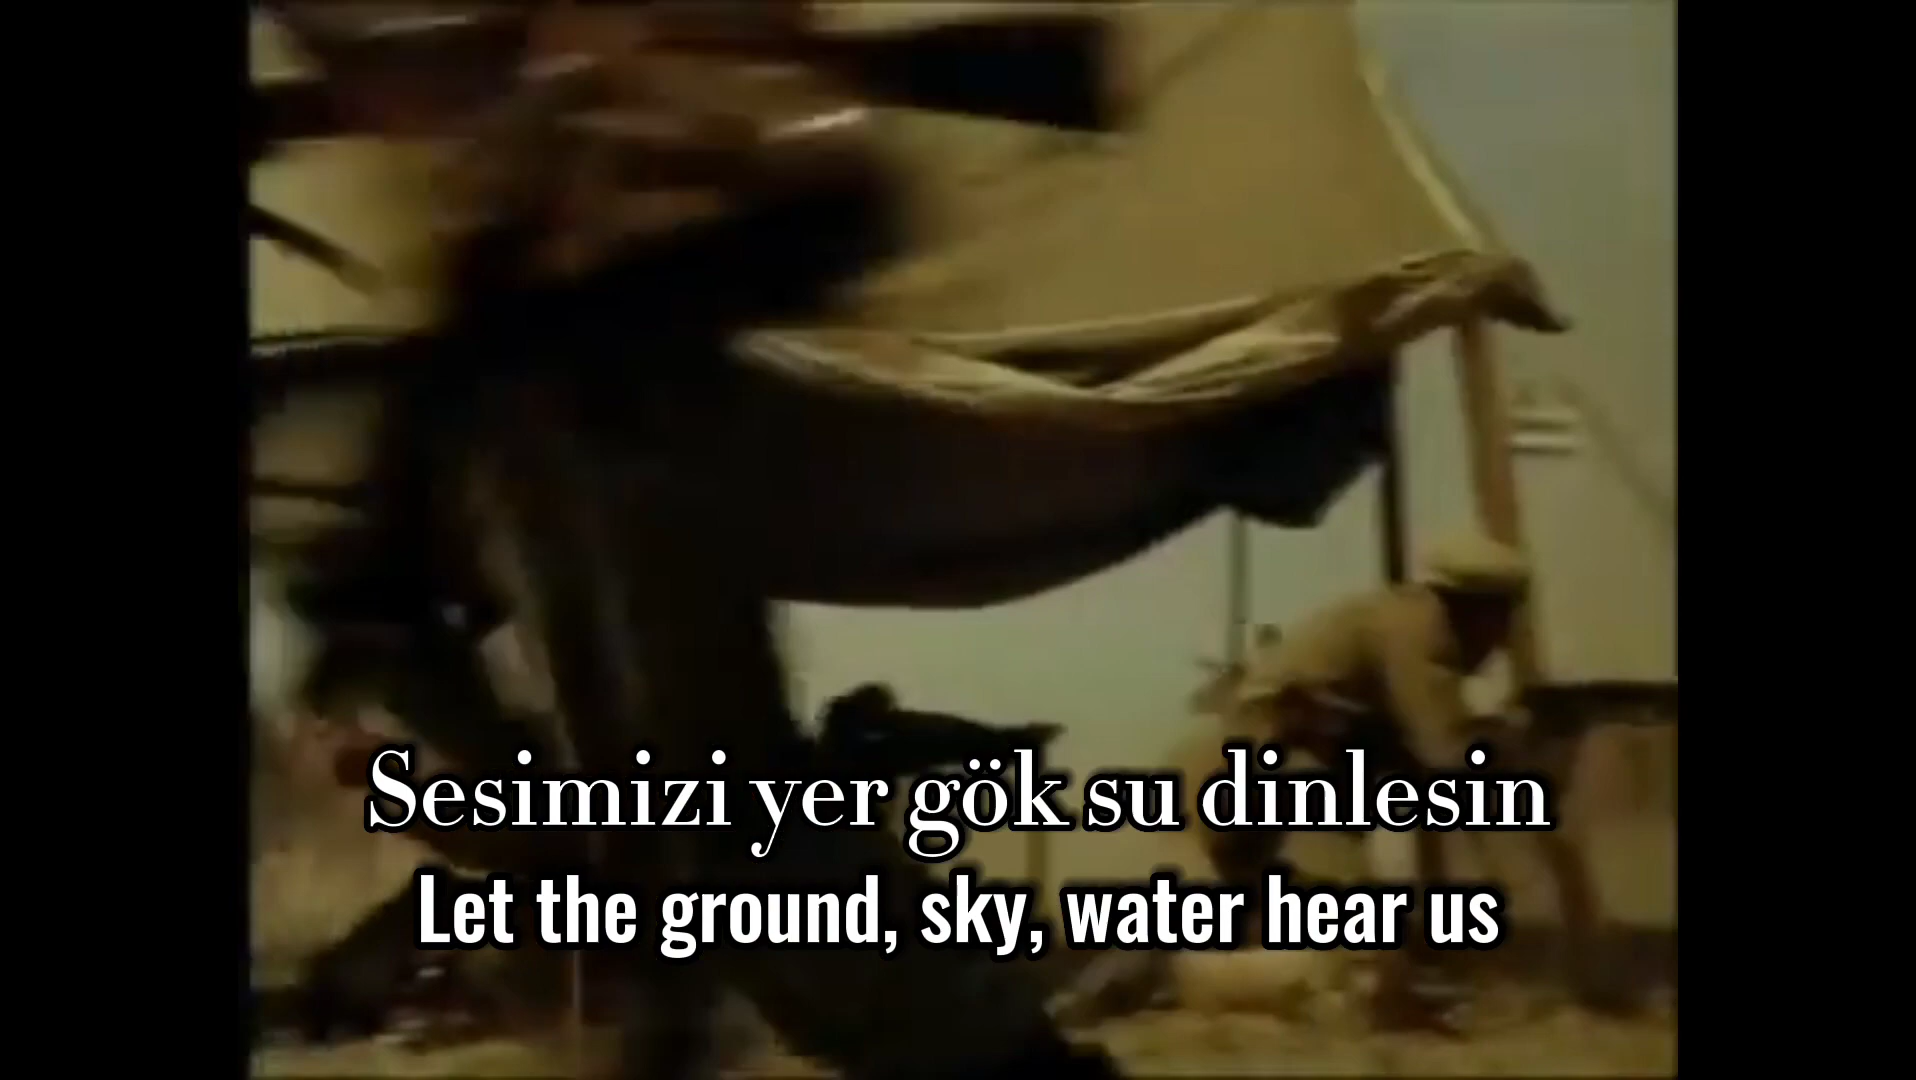 Sesimizi yer gök su dinlesin
Let the ground, sky, water hear us